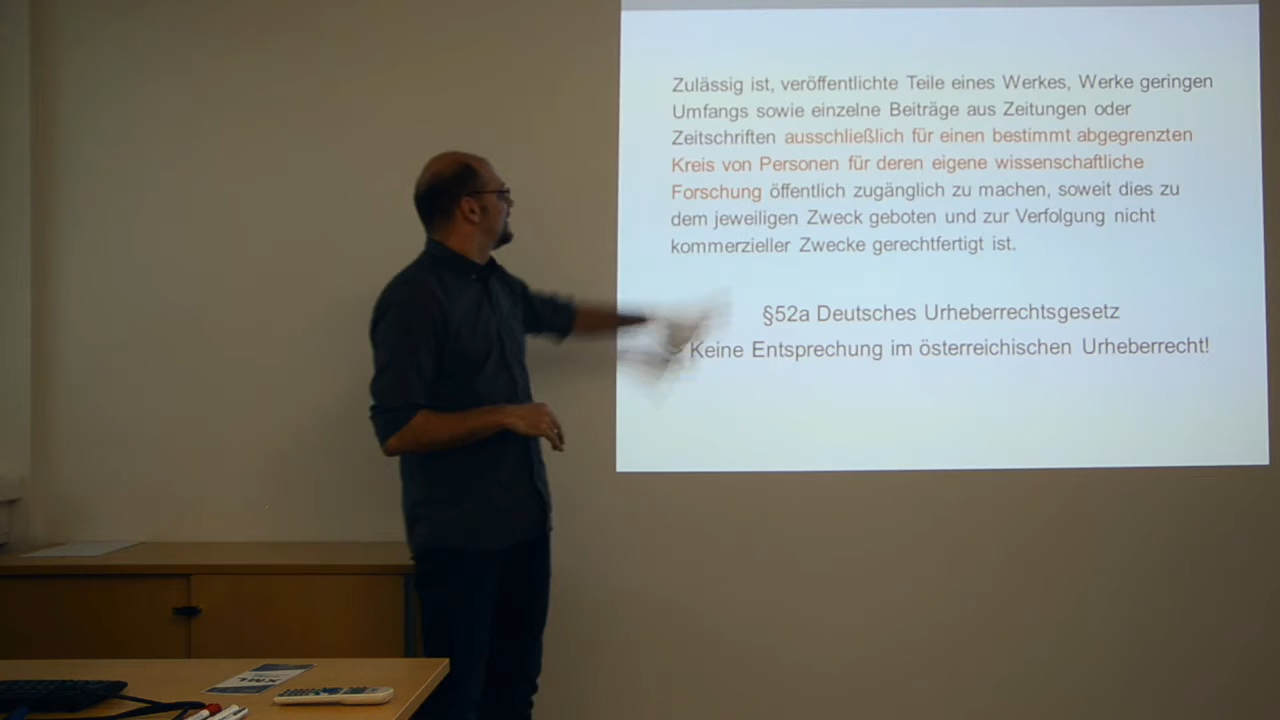 Zulässig ist, veröffentlichte Teile eines Werkes, Werke geringen
Umfangs sowie einzelne Beiträge aus Zeitungen oder
Zeitschriften ausschließlich für einen bestimmt abgegrenzten
Kreis von Personen für deren eigene wissenschaftliche
Forschung öffentlich zugänglich zu machen, soweit dies zu
dem jeweiligen Zweck geboten und zur Verfolgung nicht
kommerzieller Zwecke gerechtfertigt ist.
§52a Deutsches Urheberrechtsgesetz
> Keine Entsprechung im österreichischen Urheberrecht!
KML